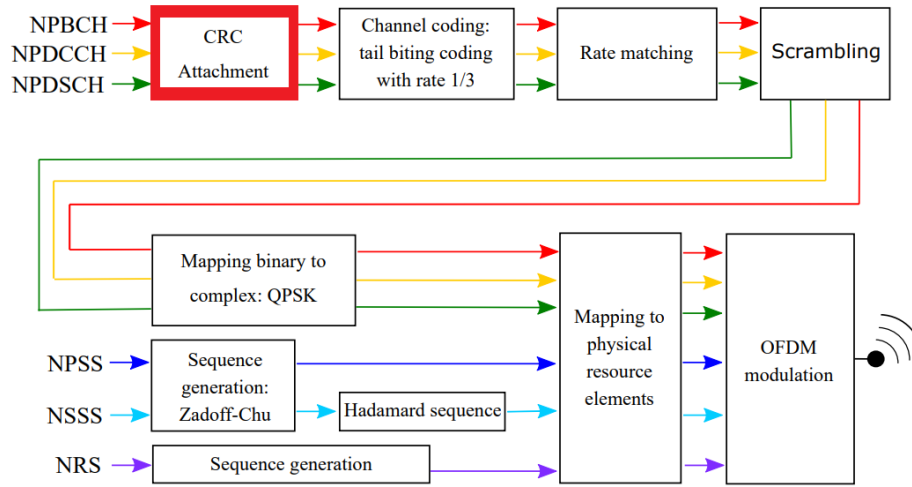 NPBCH
NPDCCH
NPDSCH
CRC
Attachment
Channel coding:
tail biting coding
with rate 1/3
Rate matching
Scrambling
Mapping binary to
complex: QPSK
NPSS
NSSS
Sequence
generation:
Zadoff-Chu
Hadamard sequence
NRS
Sequence generation
Mapping to
physical
resource
elements
OFDM
modulation